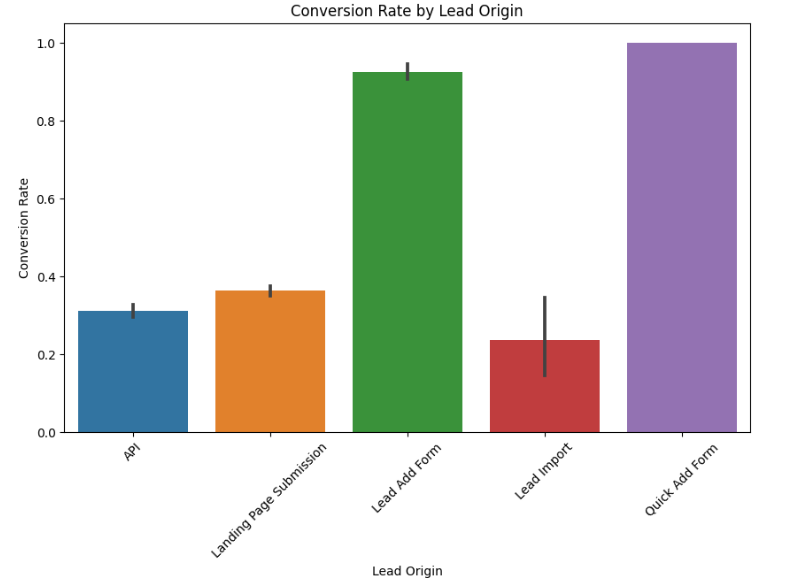 Conversion Rate by Lead Origin
1.0
0.8
0.6
0.4
0.2
0.0
Conversion Rate
API
Landing Page Submission
Lead Add Form
Lead Import
Quick Add Form
Lead Origin